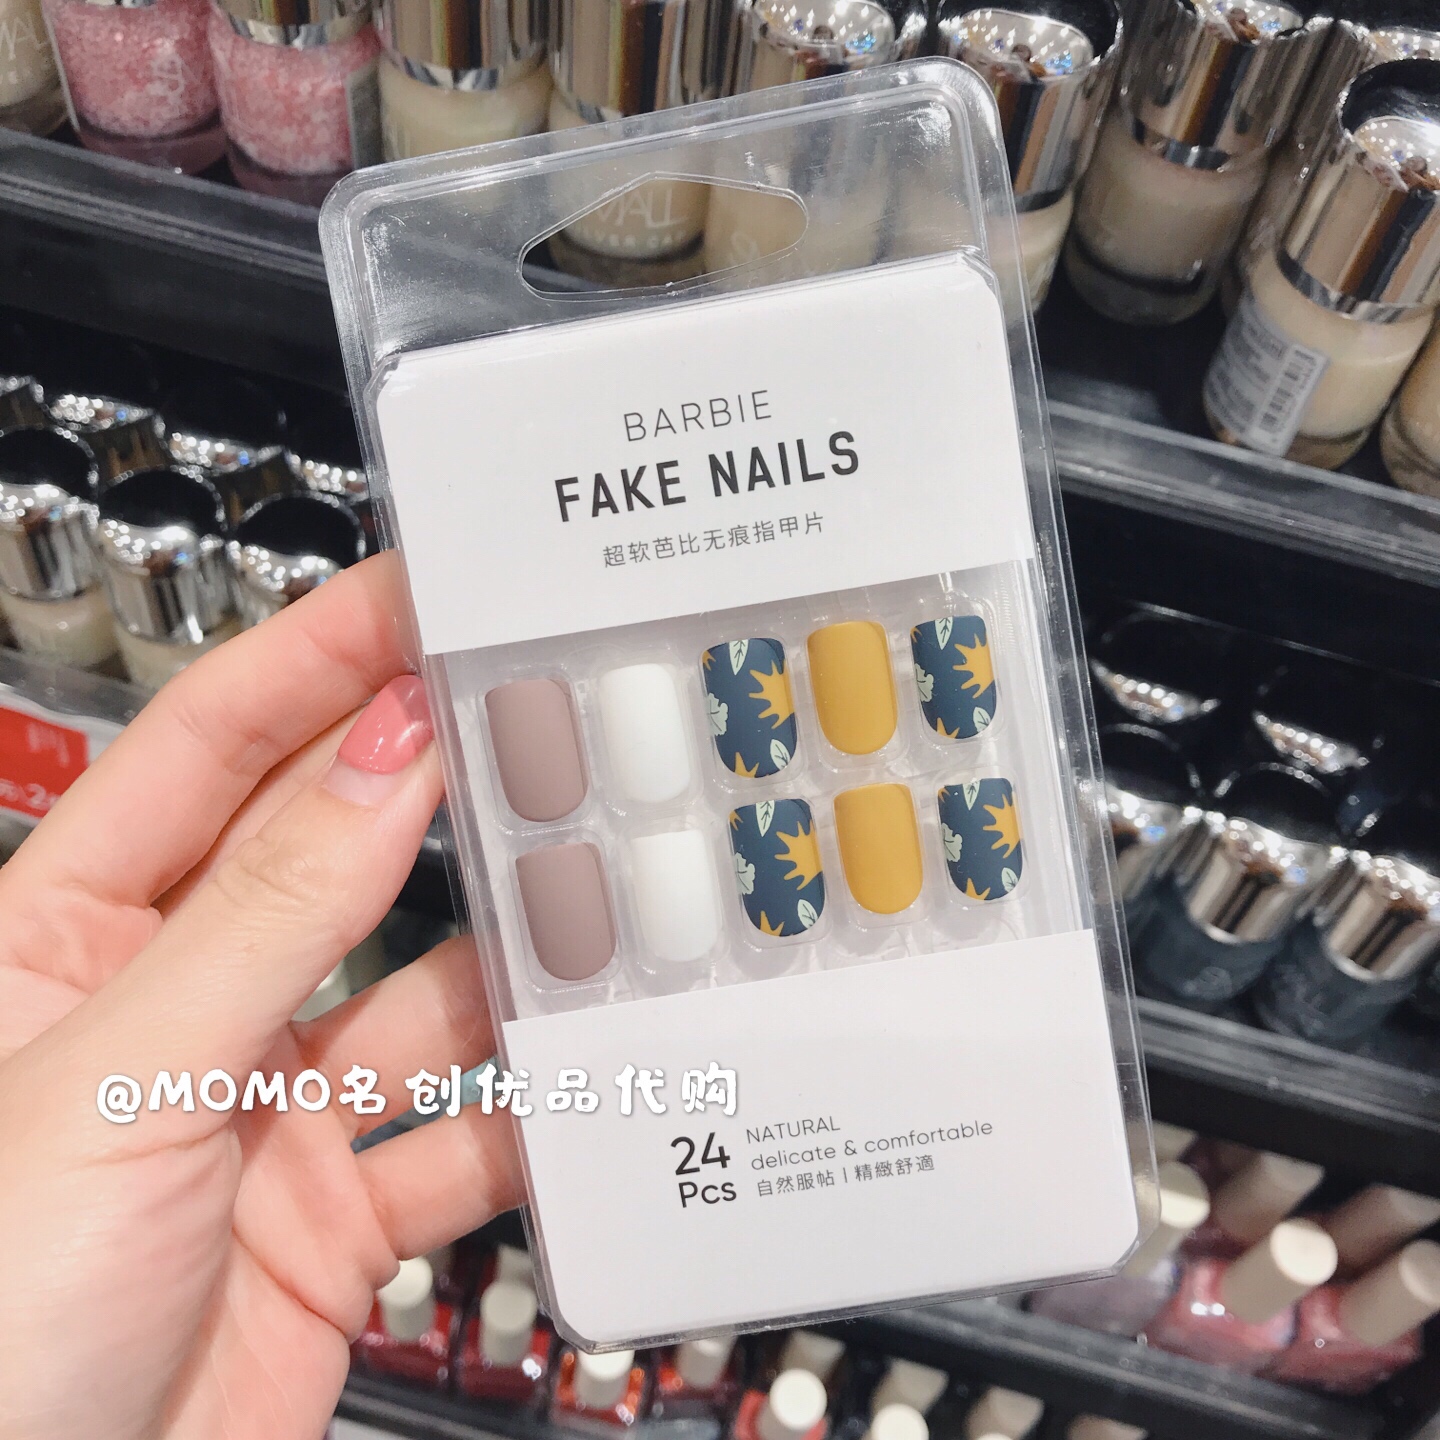 MALL
BARBIE
FAKE NAILS
超软芭比无痕指甲片
@MOMO名创优品代购
24
Pcs
NATURAL
delicate & comfortable
自然服帖 | 精緻舒適